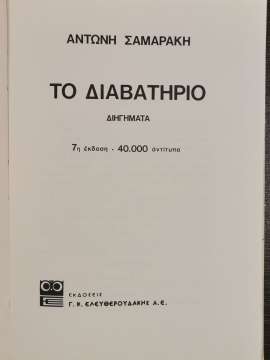 ΑΝΤΩΝΗ ΣΑΜΑΡΑΚΗ
ΤΟ ΔΙΑΒΑΤΗΡΙΟ
ΔΙΗΓΗΜΑΤΑ
7η έκδοση - 40.000 αντίτυπα
ΕΚΔΟΣΕΙΣ
Γ. Κ. ΕΛΕΥΘΕΡΟΥΔΑΚΗΣ Α.Ε.